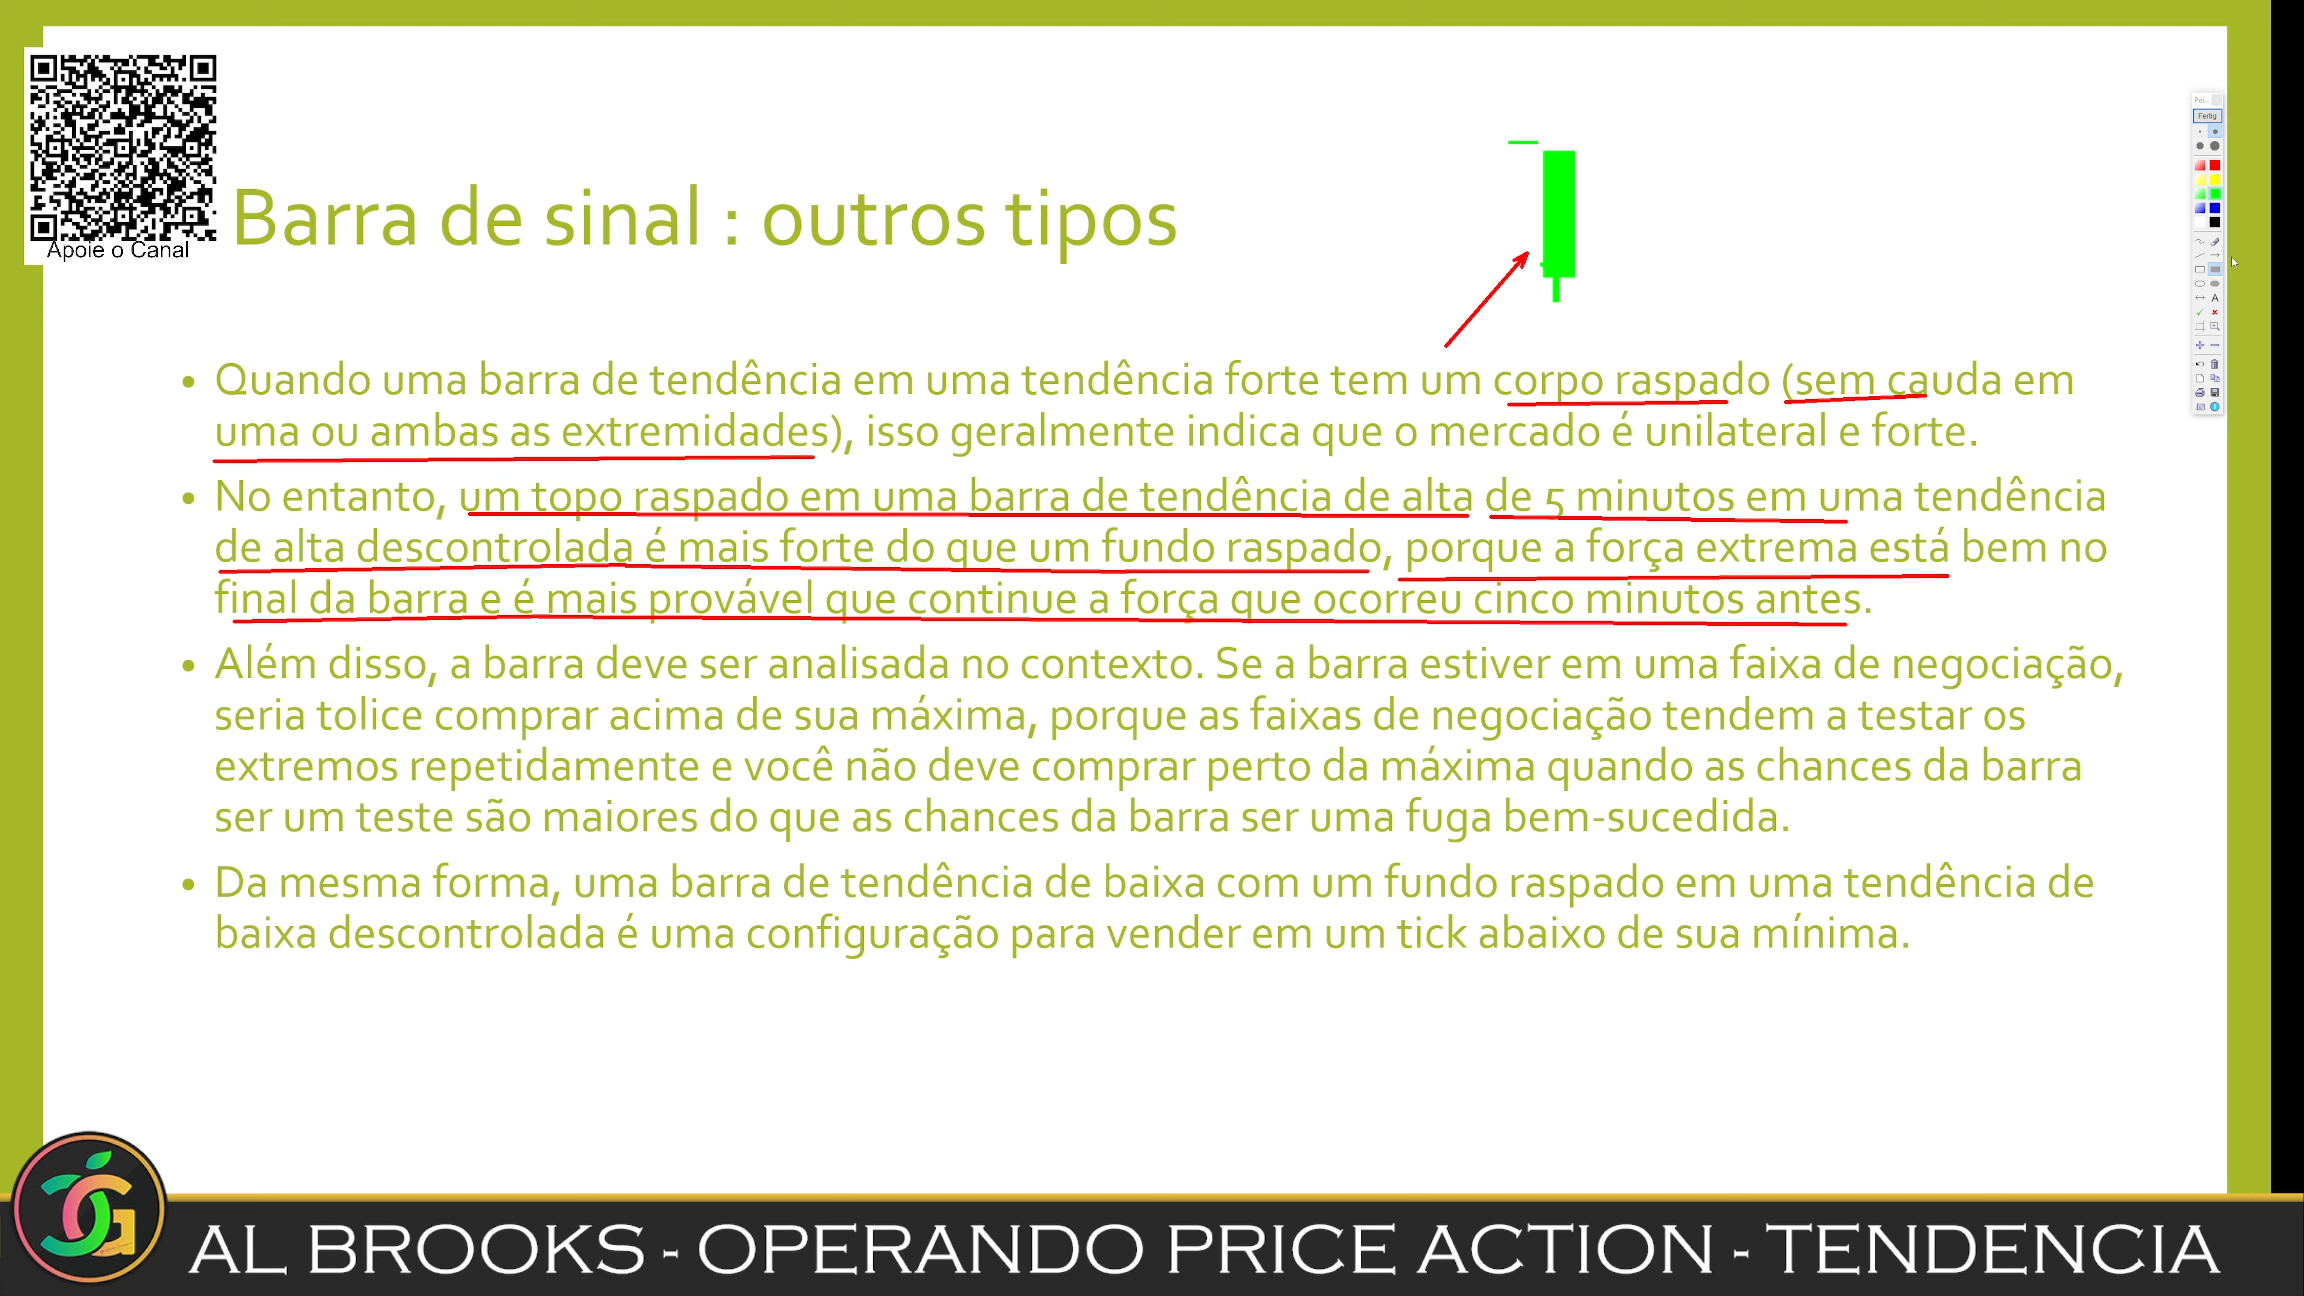 Apoie o Canal
Barra de sinal : outros tipos
Poi...
Fertig
A
• Quando uma barra de tendência em uma tendência forte tem um corpo raspado (sem cauda em
uma ou ambas as extremidades), isso geralmente indica que o mercado é unilateral e forte.
• No entanto, um topo raspado em uma barra de tendência de alta de 5 minutos em uma tendência
de alta descontrolada é mais forte do que um fundo raspado, porque a força extrema está bem no
final da barra e é mais provável que continue a força que ocorreu cinco minutos antes.
• Além disso, a barra deve ser analisada no contexto. Se a barra estiver em uma faixa de negociação,
seria tolice comprar acima de sua máxima, porque as faixas de negociação tendem a testar os
extremos repetidamente e você não deve comprar perto da máxima quando as chances da barra
ser um teste são maiores do que as chances da barra ser uma fuga bem-sucedida.
• Da mesma forma, uma barra de tendência de baixa com um fundo raspado em uma tendência de
baixa descontrolada é uma configuração para vender em um tick abaixo de sua mínima.
AL BROOKS - OPERANDO PRICE ACTION - TENDENCIA